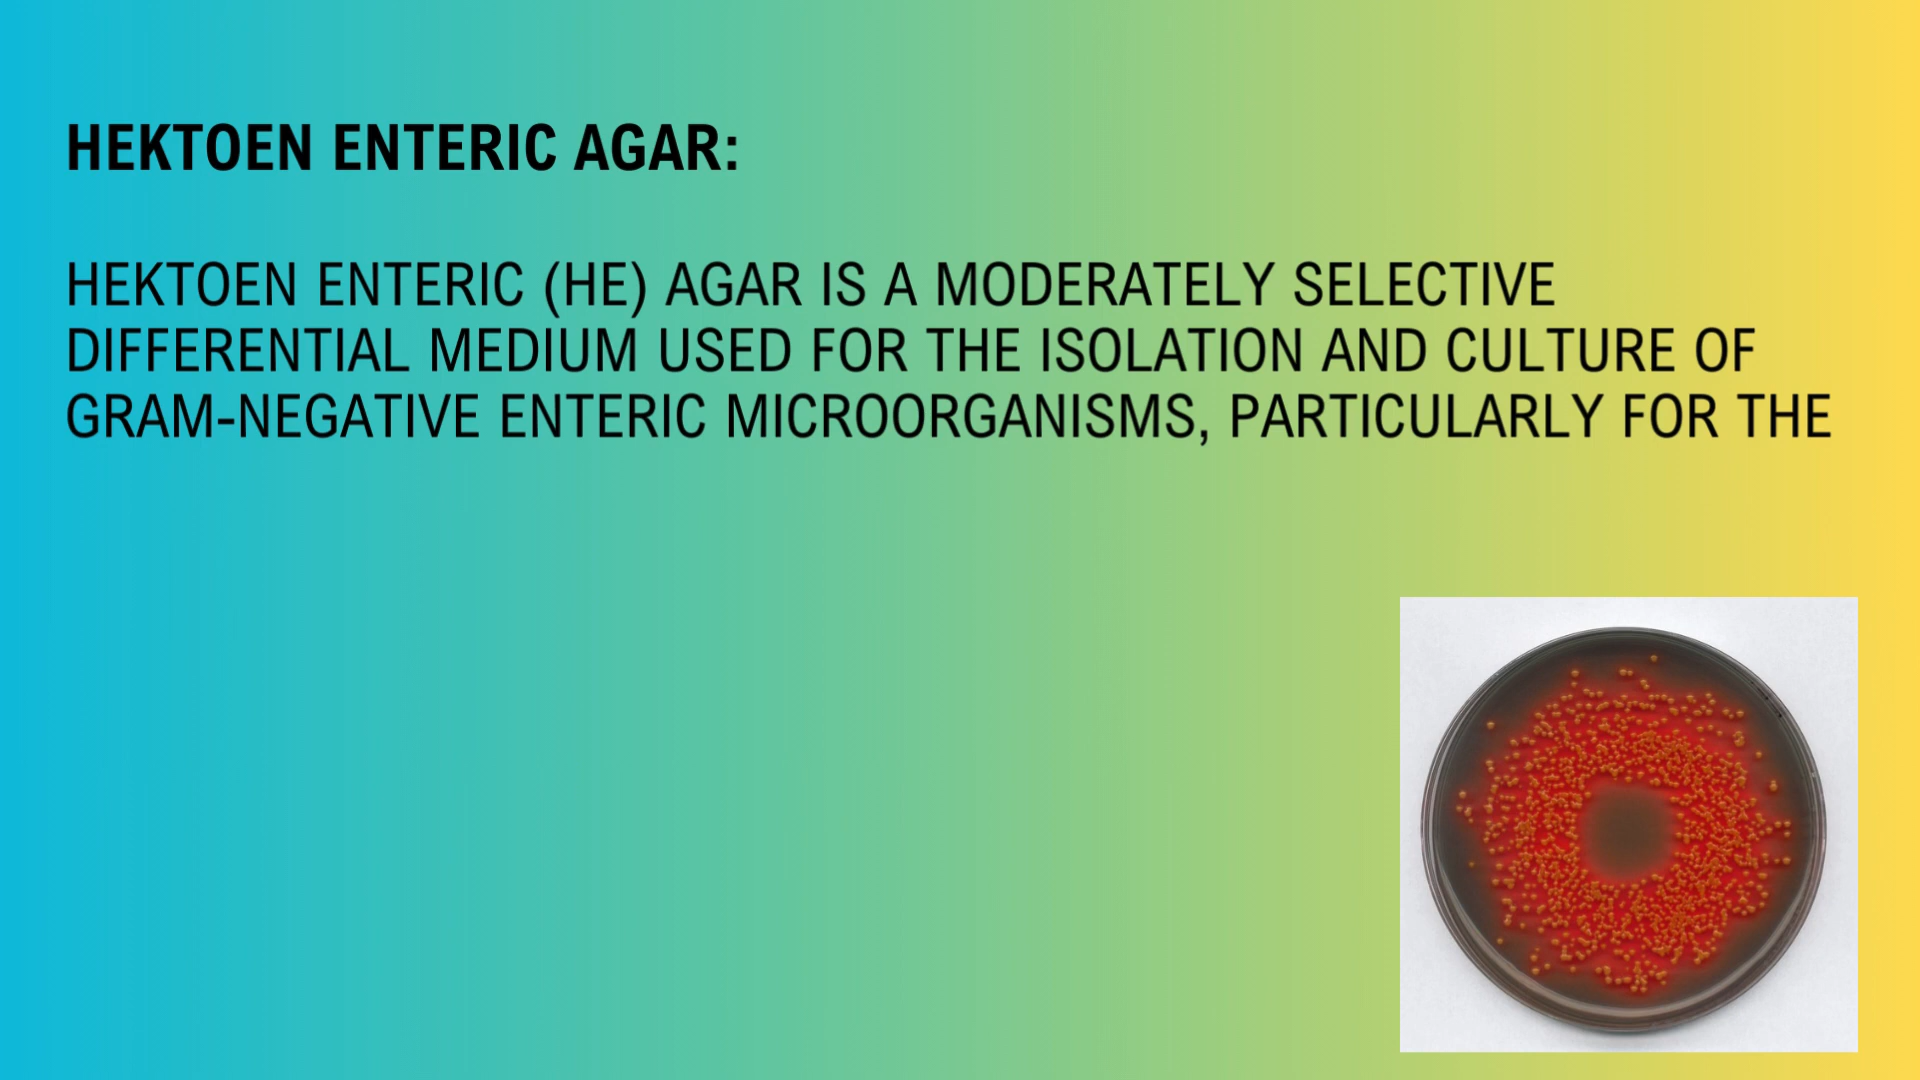 HEKTOEN ENTERIC AGAR:
HEKTOEN ENTERIC (HE) AGAR IS A MODERATELY SELECTIVE
DIFFERENTIAL MEDIUM USED FOR THE ISOLATION AND CULTURE OF
GRAM-NEGATIVE ENTERIC MICROORGANISMS, PARTICULARLY FOR THE